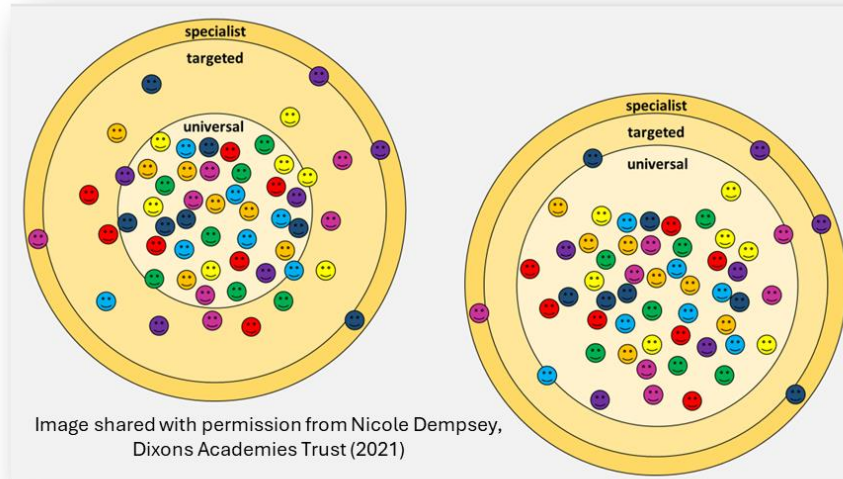 specialist
targeted
universal
specialist
targeted
universal
Image shared with permission from Nicole Dempsey,
Dixons Academies Trust (2021)